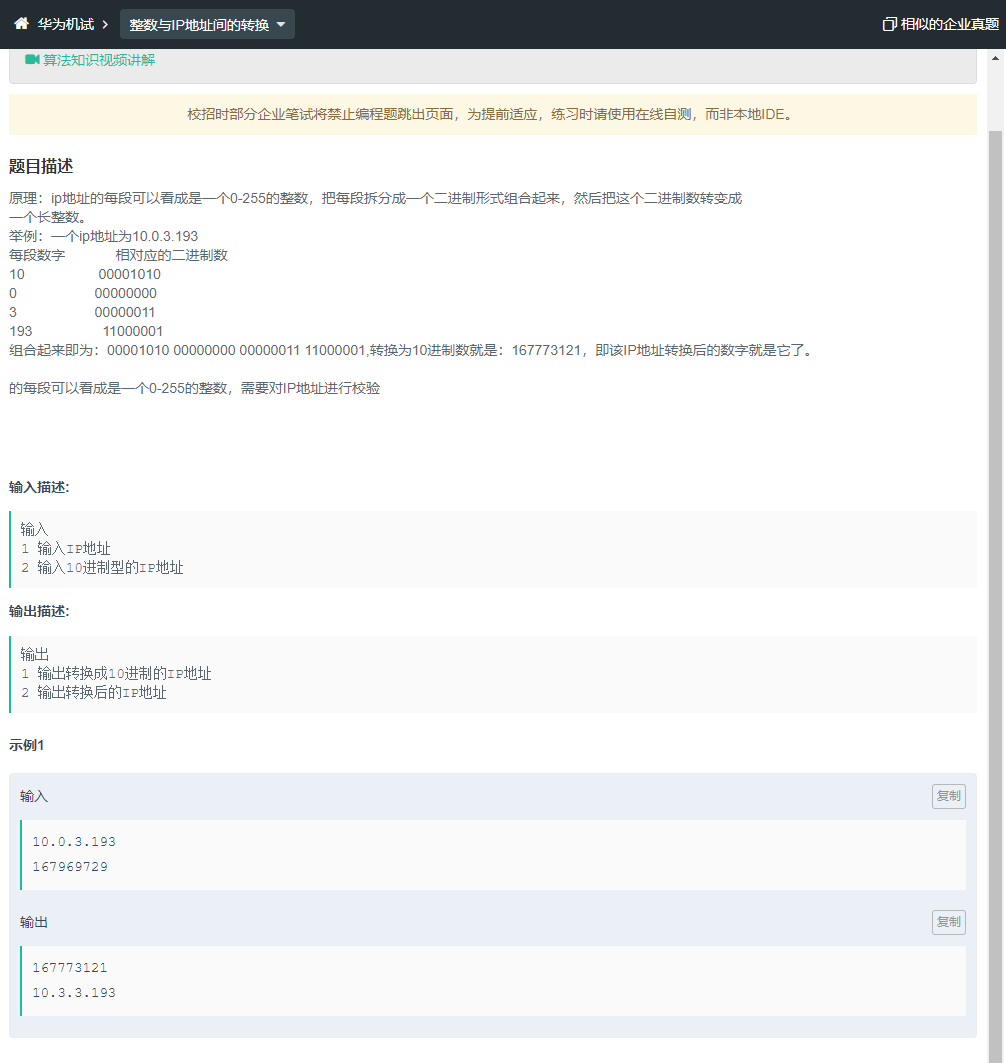 华为机试 > 整数与IP地址间的转换 相似的企业真题
算法知识视频讲解
校招时部分企业笔试将禁止编程题跳出页面，为提前适应，练习时请使用在线自测，而非本地IDE。
题目描述
原理：ip地址的每段可以看成是一个0-255的整数，把每段拆分成一个二进制形式组合起来，然后把这个二进制数转变成
一个长整数。
举例：一个ip地址为10.0.3.193
每段数字 相对应的二进制数
10 00001010
0 00000000
3 00000011
193 11000001
组合起来即为：00001010 00000000 00000011 11000001,转换为10进制数就是：167773121，即该IP地址转换后的数字就是它了。
的每段可以看成是一个0-255的整数，需要对IP地址进行校验
输入描述:
输入
1 输入IP地址
2 输入10进制型的IP地址
输出描述:
输出
1 输出转换成10进制的IP地址
2 输出转换后的IP地址
示例1
输入 复制
10.0.3.193
167969729
输出 复制
167773121
10.3.3.193